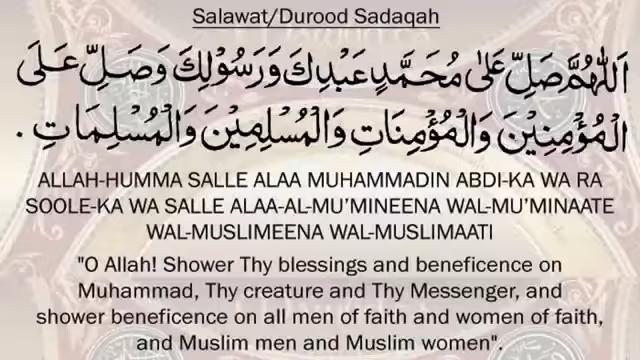 Salawat/Durood Sadaqah
اَللّٰهُمَّ صَلِّ عَلٰى مُحَمَّدٍ عَبْدِكَ وَرَسُوْلِكَ وَصَلِّ عَلَى
الْمُؤْمِنِيْنَ وَالْمُؤْمِنَاتِ وَالْمُسْلِمِيْنَ وَالْمُسْلِمَاتِ .
ALLAH-HUMMA SALLE ALAA MUHAMMADIN ABDI-KA WA RA
SOOLE-KA WA SALLE ALAA-AL-MU’MINEENA WAL-MU’MINAATE
WAL-MUSLIMEENA WAL-MUSLIMAATI
"O Allah! Shower Thy blessings and beneficence on
Muhammad, Thy creature and Thy Messenger, and
shower beneficence on all men of faith and women of faith,
and Muslim men and Muslim women".